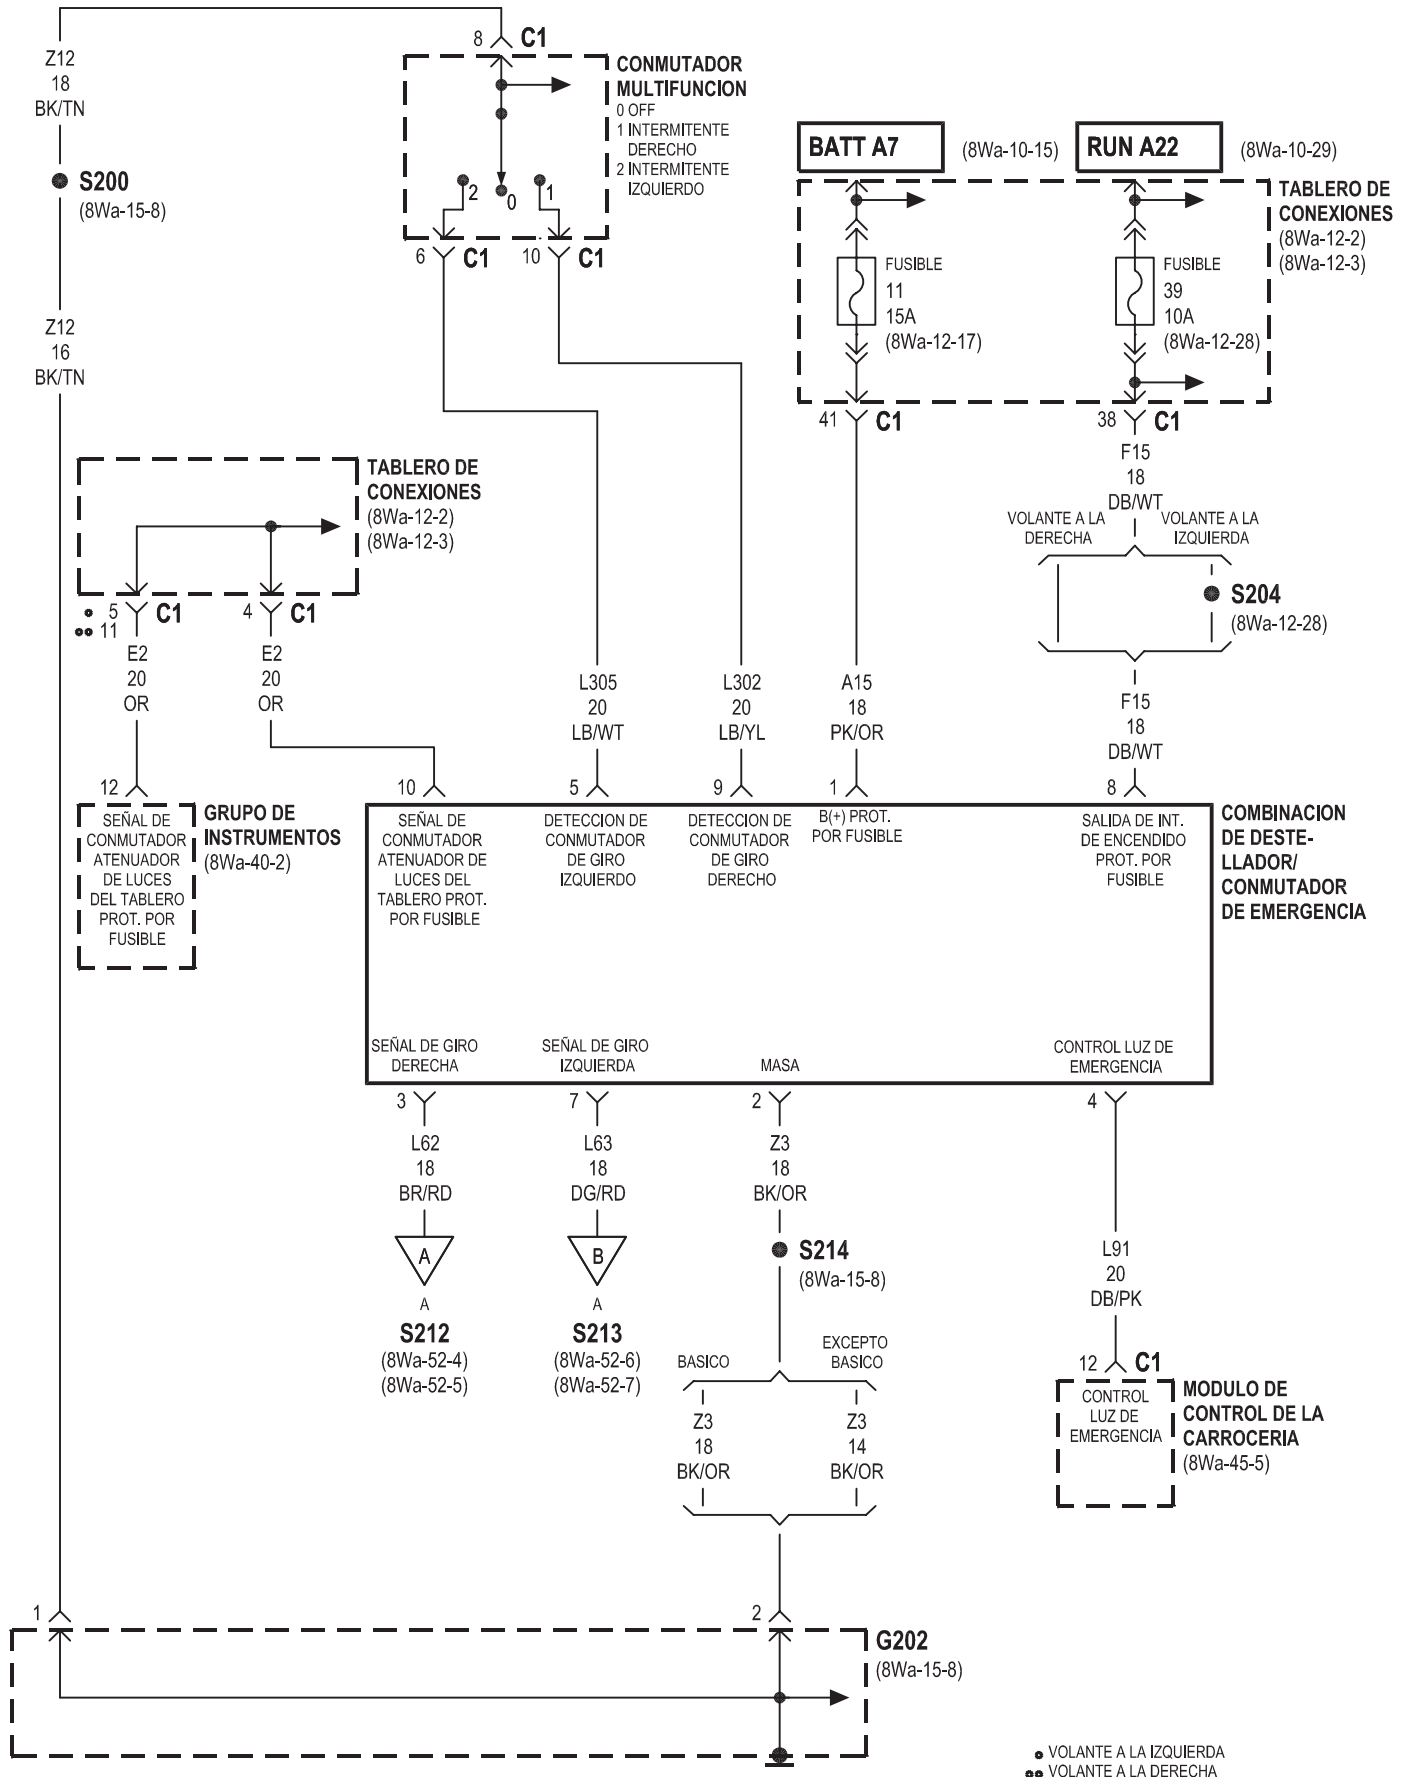 8 C1
Z12
18
BK/TN
CONMUTADOR
MULTIFUNCION
0 OFF
1 INTERMITENTE
DERECHO
2 INTERMITENTE
IZQUIERDO
2
0
1
6 C1
10 C1
S200
(8Wa-15-8)
Z12
16
BK/TN
BATT A7
(8Wa-10-15)
RUN A22
(8Wa-10-29)
TABLERO DE
CONEXIONES
(8Wa-12-2)
(8Wa-12-3)
FUSIBLE
11
15A
(8Wa-12-17)
FUSIBLE
39
10A
(8Wa-12-28)
41 C1
38 C1
F15
18
DB/WT
VOLANTE A LA
DERECHA
VOLANTE A LA
IZQUIERDA
S204
(8Wa-12-28)
F15
18
DB/WT
TABLERO DE
CONEXIONES
(8Wa-12-2)
(8Wa-12-3)
5 C1
11
4 C1
E2
20
OR
E2
20
OR
L305
20
LB/WT
L302
20
LB/YL
A15
18
PK/OR
12
10
5
9
1
8
SEÑAL DE
CONMUTADOR
ATENUADOR
DE LUCES
DEL TABLERO
PROT. POR
FUSIBLE
GRUPO DE
INSTRUMENTOS
(8Wa-40-2)
SEÑAL DE
CONMUTADOR
ATENUADOR DE
LUCES DEL
TABLERO PROT.
POR FUSIBLE
DETECCION DE
CONMUTADOR
DE GIRO
IZQUIERDO
DETECCION DE
CONMUTADOR
DE GIRO
DERECHO
B(+) PROT.
POR FUSIBLE
SALIDA DE INT.
DE ENCENDIDO
PROT. POR
FUSIBLE
COMBINACION
DE DESTE-
LLADOR/
CONMUTADOR
DE EMERGENCIA
SEÑAL DE GIRO
DERECHA
SEÑAL DE GIRO
IZQUIERDA
MASA
CONTROL LUZ DE
EMERGENCIA
3
7
2
4
L62
18
BR/RD
L63
18
DG/RD
Z3
18
BK/OR
A
A
S212
(8Wa-52-4)
(8Wa-52-5)
B
A
S213
(8Wa-52-6)
(8Wa-52-7)
S214
(8Wa-15-8)
L91
20
DB/PK
BASICO
EXCEPTO
BASICO
Z3
18
BK/OR
Z3
14
BK/OR
12 C1
CONTROL
LUZ DE
EMERGENCIA
MODULO DE
CONTROL DE LA
CARROCERIA
(8Wa-45-5)
1
2
G202
(8Wa-15-8)
VOLANTE A LA IZQUIERDA
VOLANTE A LA DERECHA